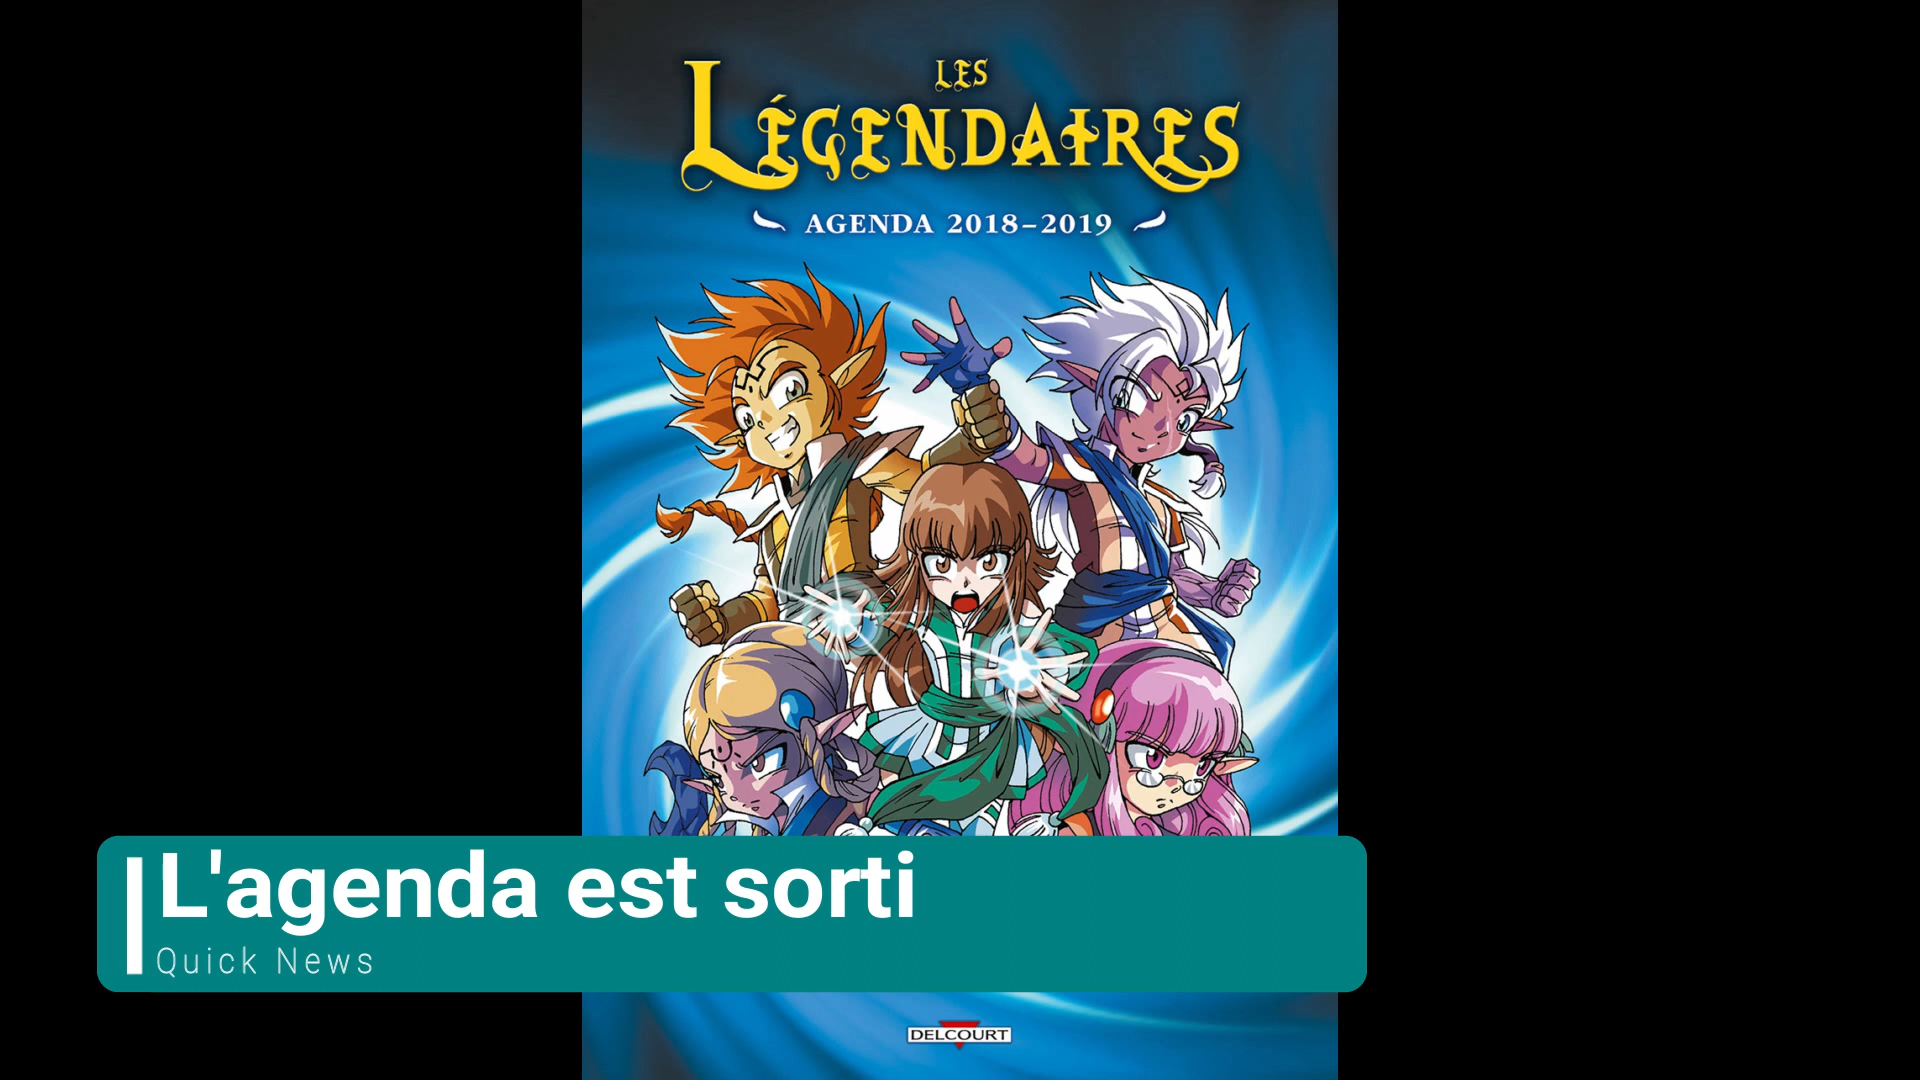 LES
LÉGENDAIRES
AGENDA 2018-2019
L'agenda est sorti
Quick News
DELCOURT